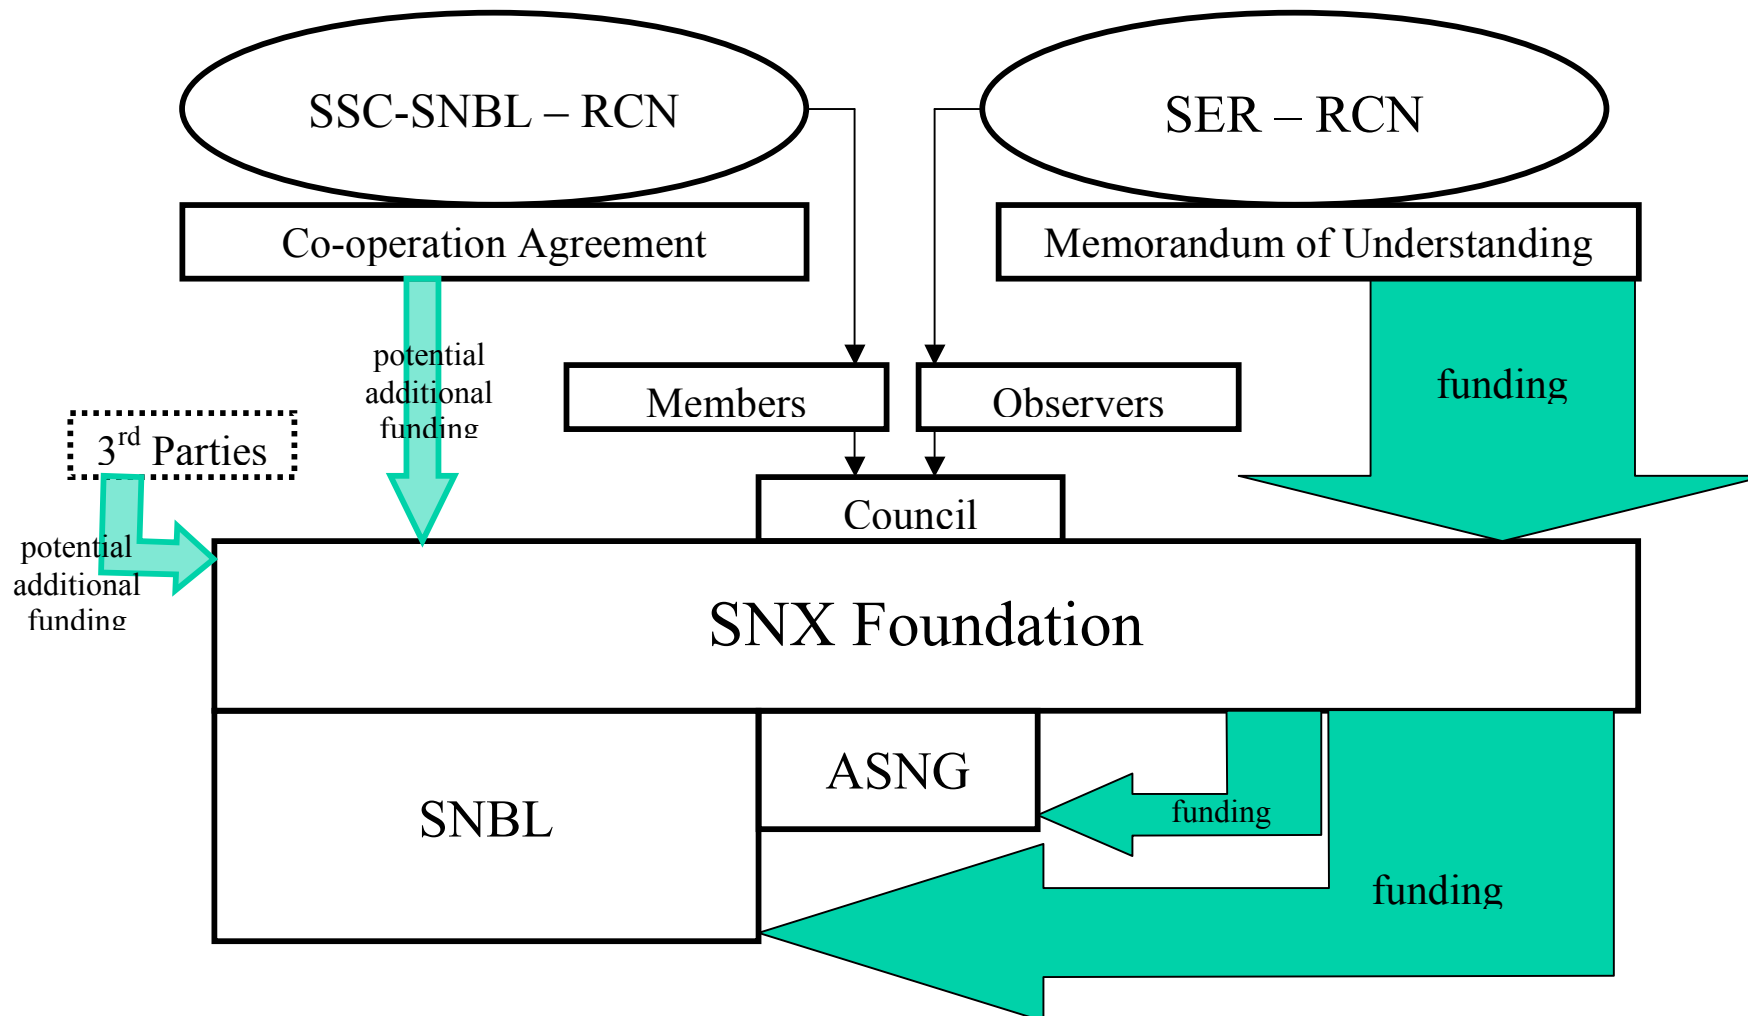 SSC-SNBL – RCN
SER – RCN
Co-operation Agreement
Memorandum of Understanding
potential
additional
funding
Members
Observers
funding
3rd Parties
Council
potential
additional
funding
SNX Foundation
ASNG
SNBL
funding
funding